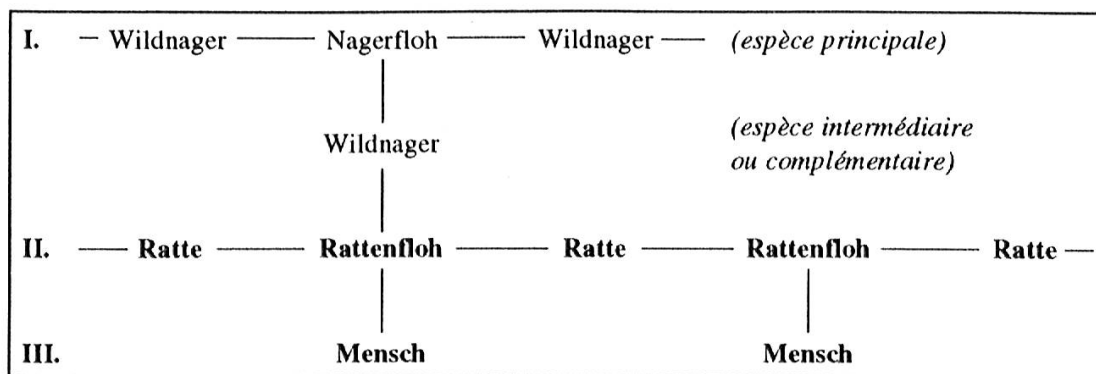 I. Wildnager Nagerfloh Wildnager (espèce principale)
Wildnager (espèce intermédiaire
ou complémentaire)
II. Ratte Rattenfloh Ratte Rattenfloh Ratte
III. Mensch Mensch